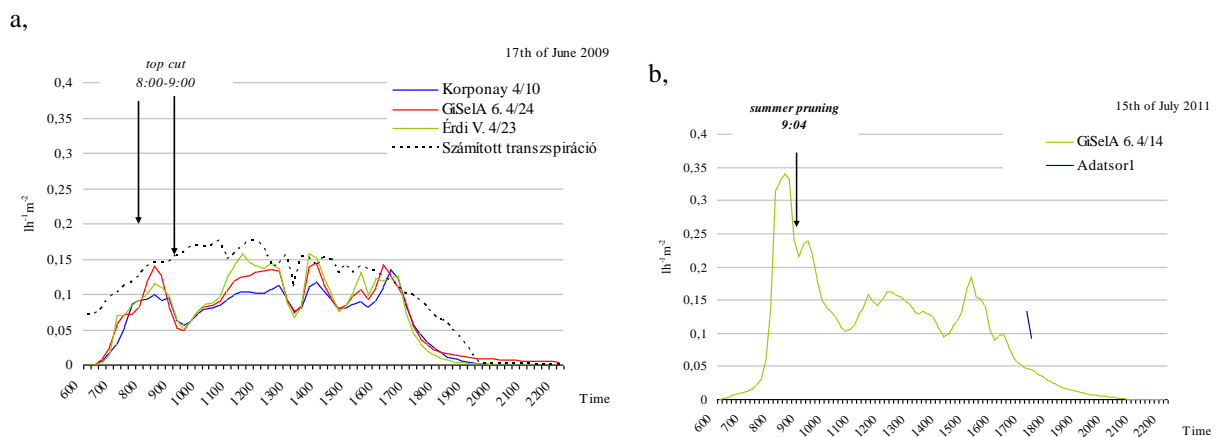 a,
17th of June 2009
top cut
8:00-9:00
Korponay 4/10
GiSelA 6. 4/24
Érdi V. 4/23
Számított transzspiráció
0,4
0,35
0,3
0,25
0,2
0,15
0,1
0,05
0
lh⁻¹m⁻²
600 700 800 900 1000 1100 1200 1300 1400 1500 1600 1700 1800 1900 2000 2100 2200
Time
b,
15th of July 2011
summer pruning
9:04
GiSelA 6. 4/14
Adatsor1
0,4
0,35
0,3
0,25
0,2
0,15
0,1
0,05
0
lh⁻¹m⁻²
600 700 800 900 1000 1100 1200 1300 1400 1500 1600 1700 1800 1900 2000 2100 2200
Time